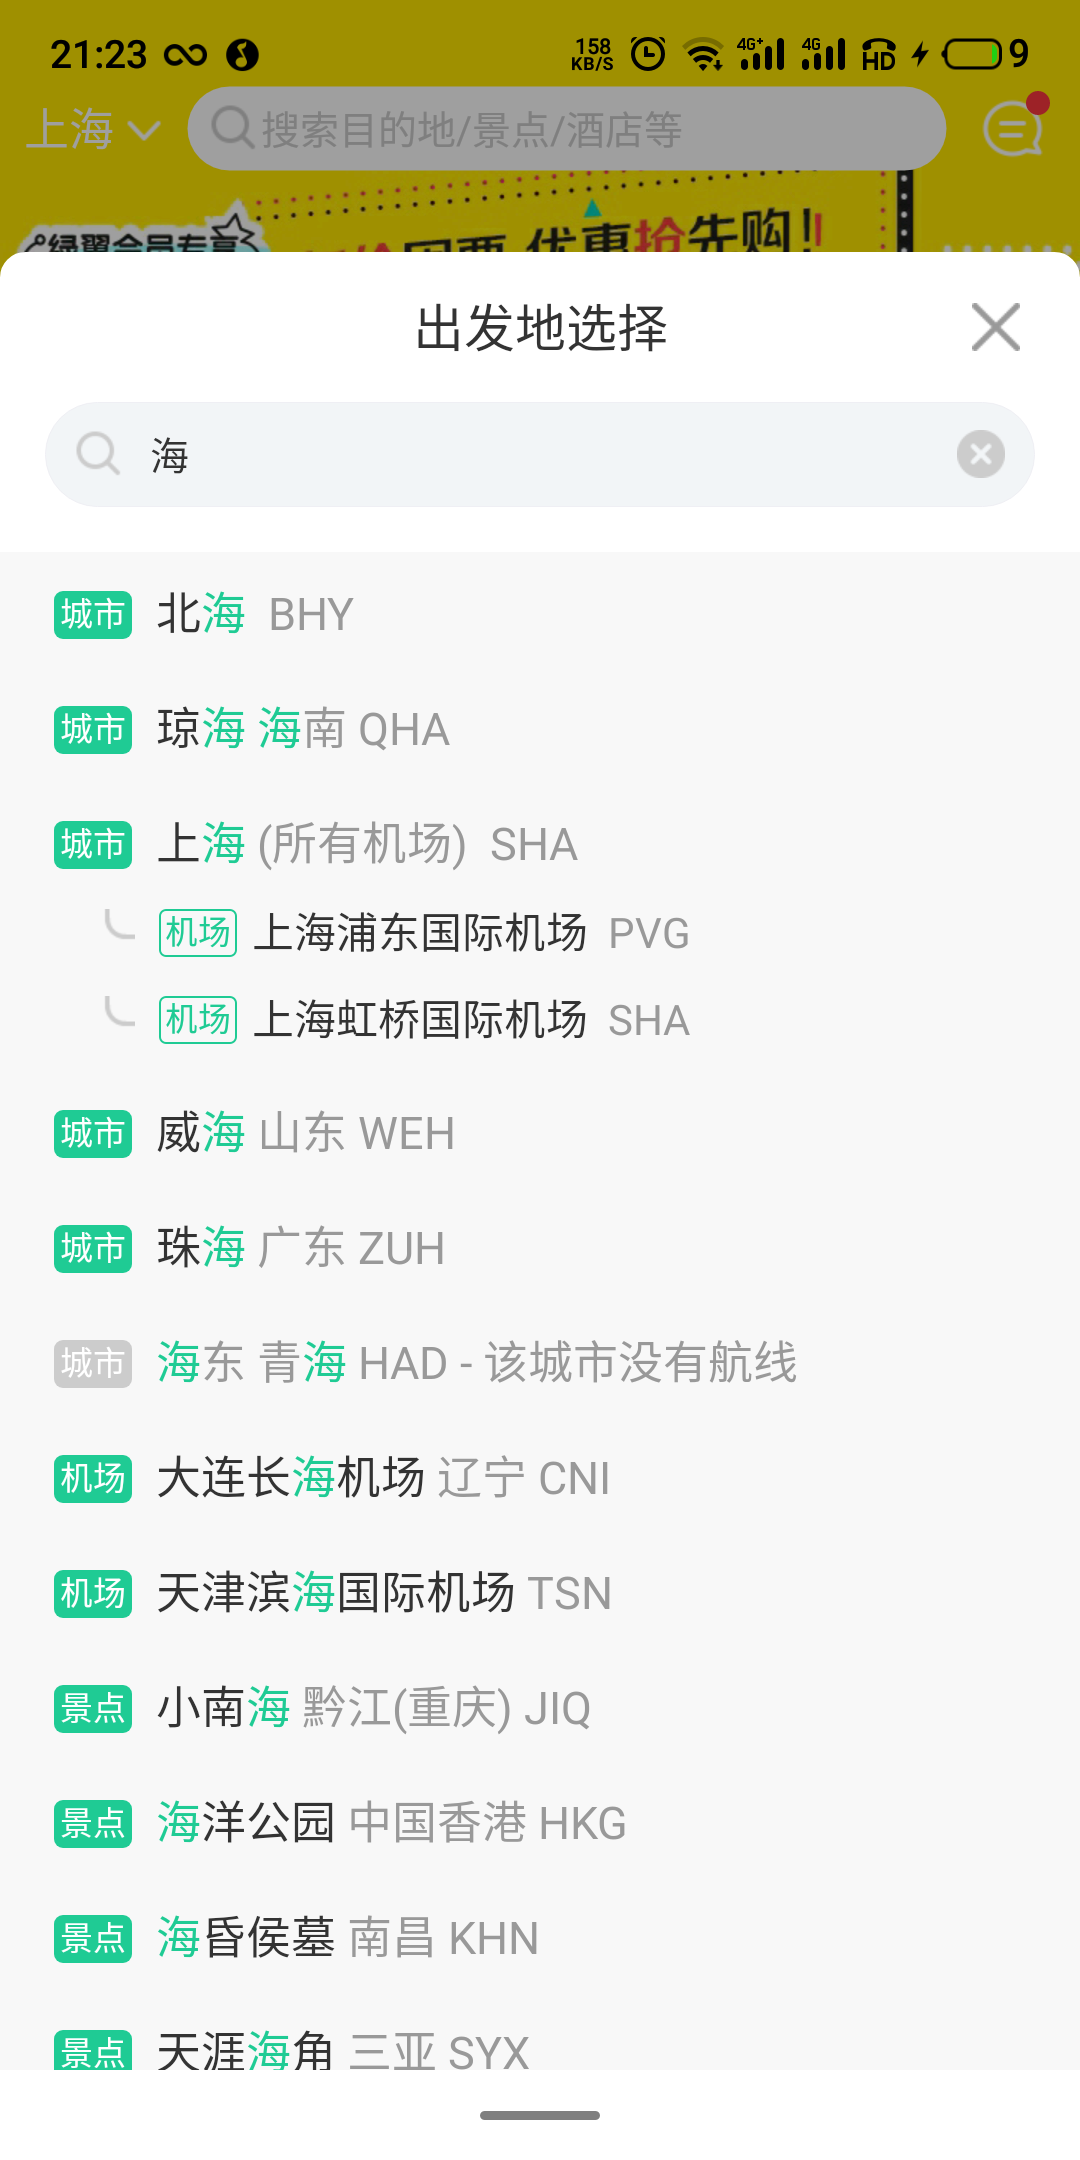 21:23 158 KB/S 4G+ 4G HD 9
上海 搜索目的地/景点/酒店等
绿翼会员专享 优惠抢先购!
出发地选择
海
城市 北海 BHY
城市 琼海 海南 QHA
城市 上海 (所有机场) SHA
机场 上海浦东国际机场 PVG
机场 上海虹桥国际机场 SHA
城市 威海 山东 WEH
城市 珠海 广东 ZUH
城市 海东 青海 HAD - 该城市没有航线
机场 大连长海机场 辽宁 CNI
机场 天津滨海国际机场 TSN
景点 小南海 黔江(重庆) JIQ
景点 海洋公园 中国香港 HKG
景点 海昏侯墓 南昌 KHN
景点 天涯海角 三亚 SYX